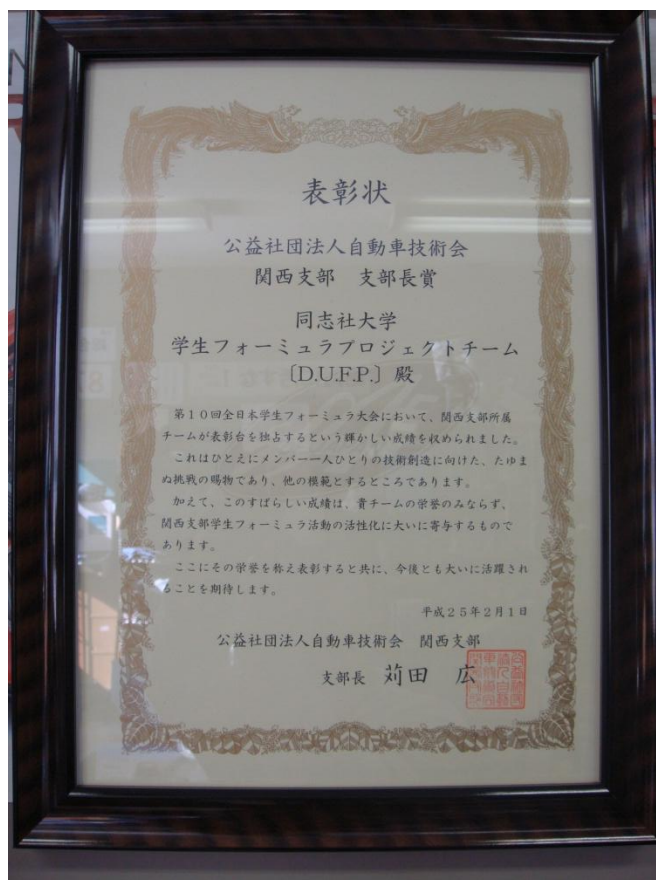 表彰状
公益社団法人自動車技術会
関西支部　支部長賞
同志社大学
学生フォーミュラプロジェクトチーム
〔D.U.F.P.〕殿
第10回全日本学生フォーミュラ大会において、関西支部所属
チームが表彰台を独占するという輝かしい成績を収められました。
これはひとえにメンバー一人ひとりの技術創造に向けた、たゆま
ぬ挑戦の賜物であり、他の模範とするところであります。
加えて、このすばらしい成績は、貴チームの栄誉のみならず、
関西支部学生フォーミュラ活動の活性化に大いに寄与するもので
あります。
ここにその栄誉を称え表彰すると共に、今後とも大いに活躍され
ることを期待します。
平成25年2月1日
公益社団法人自動車技術会　関西支部
支部長　苅田　広